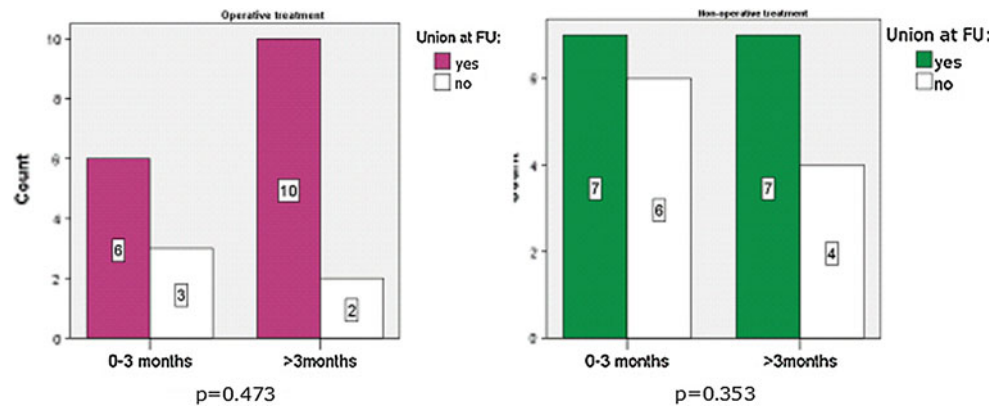 Operative treatment
Union at FU:
yes
no
Count
10
8
6
4
2
0
6
3
10
2
0-3 months
>3months
p=0.473
Non-operative treatment
Union at FU:
yes
no
Count
6
4
2
0
7
6
7
4
0-3 months
>3months
p=0.353